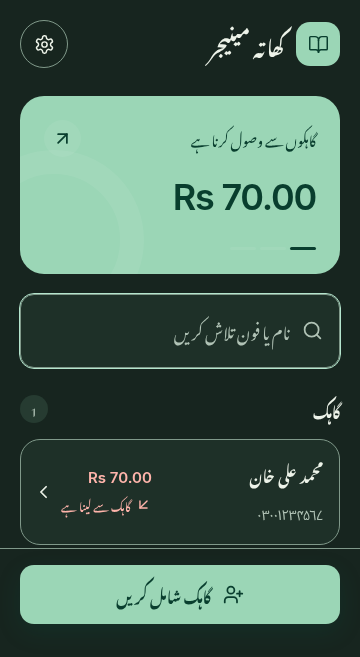 کھاتہ مینیجر
گاہکوں سے وصول کرنا ہے
Rs 70.00
نام یا فون تلاش کریں
گاہک
1
محمد علی خان
Rs 70.00
۰۳۰۰۱۲۳۴۵۶۷
گاہک سے لینا ہے
گاہک شامل کریں